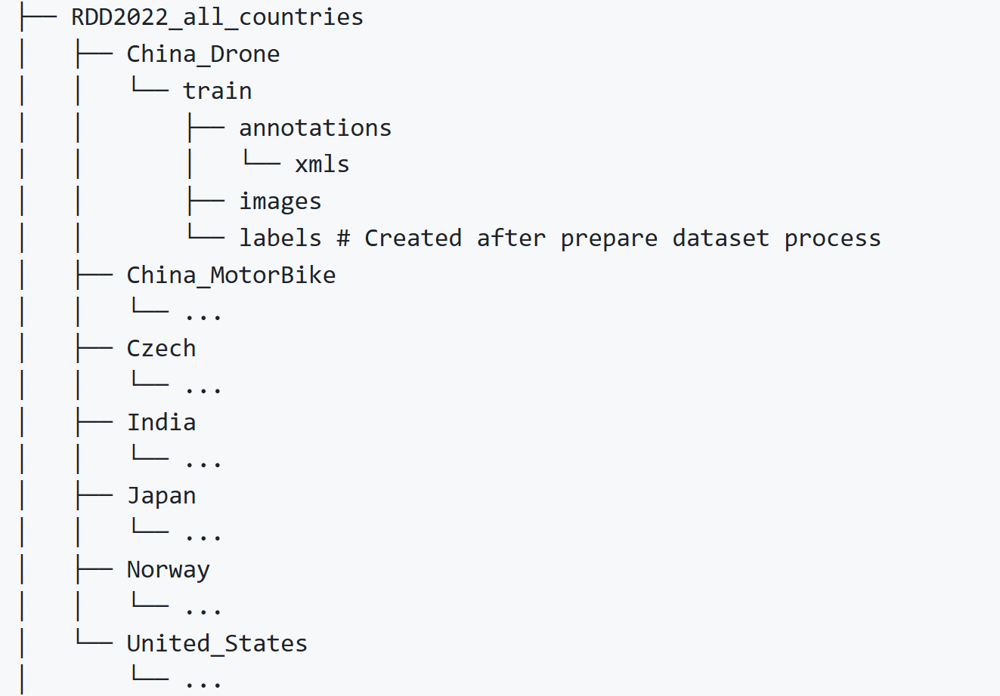 ├── RDD2022_all_countries
│   ├── China_Drone
│   │   └── train
│   │       ├── annotations
│   │       │   └── xmls
│   │       ├── images
│   │       └── labels # Created after prepare dataset process
│   ├── China_MotorBike
│   │   └── ...
│   ├── Czech
│   │   └── ...
│   ├── India
│   │   └── ...
│   ├── Japan
│   │   └── ...
│   ├── Norway
│   │   └── ...
│   └── United_States
│       └── ...